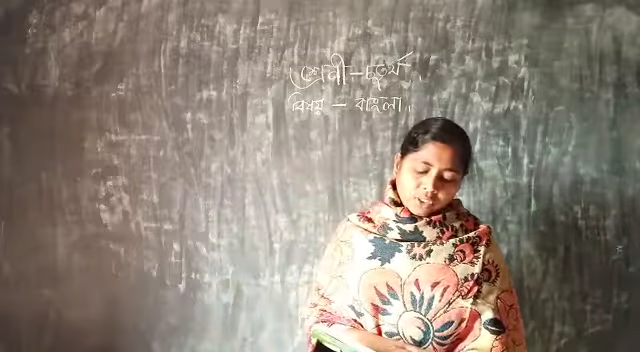 শ্রেনী – চতুর্থ ।
বিষয় – বাংলা ।